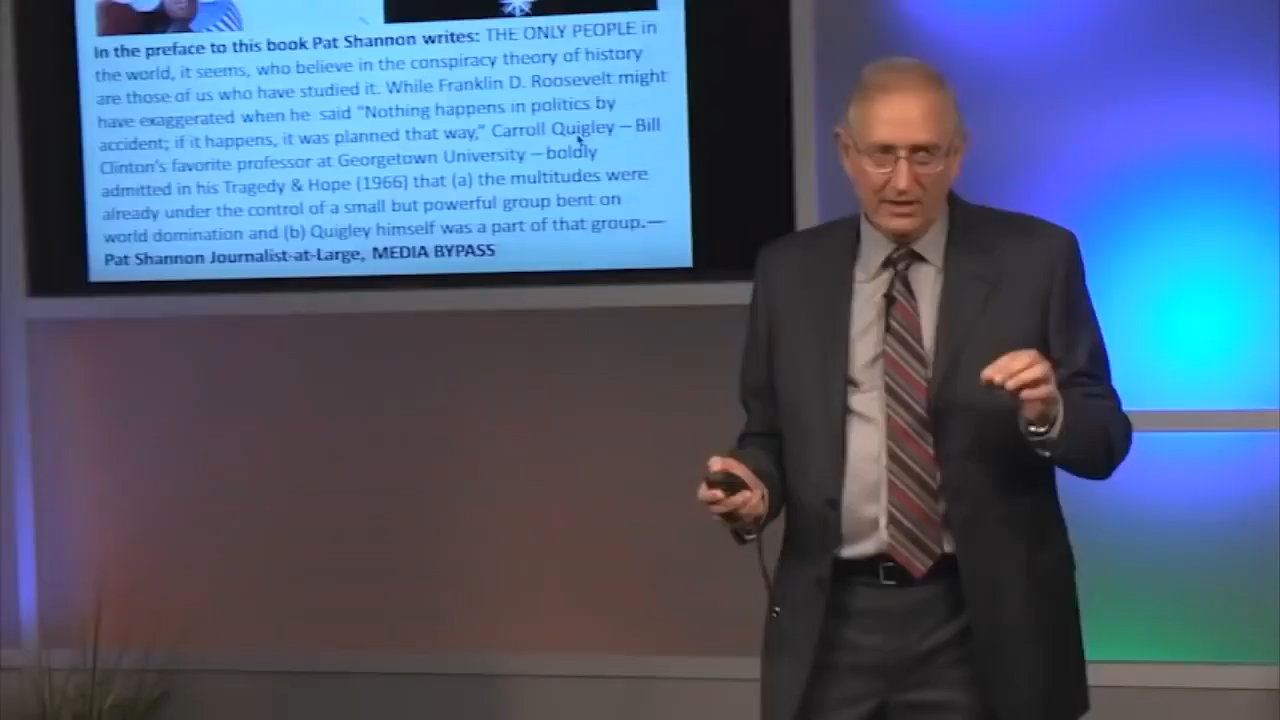 In the preface to this book Pat Shannon writes: THE ONLY PEOPLE in
the world, it seems, who believe in the conspiracy theory of history
are those of us who have studied it. While Franklin D. Roosevelt might
have exaggerated when he said “Nothing happens in politics by
accident; if it happens, it was planned that way,” Carroll Quigley – Bill
Clinton’s favorite professor at Georgetown University – boldly
admitted in his Tragedy & Hope (1966] that (a) the multitudes were
already under the control of a small but powerful group bent on
world domination and (b) Quigley himself was a part of that group.—
Pat Shannon Journalist-at-Large, MEDIA BYPASS